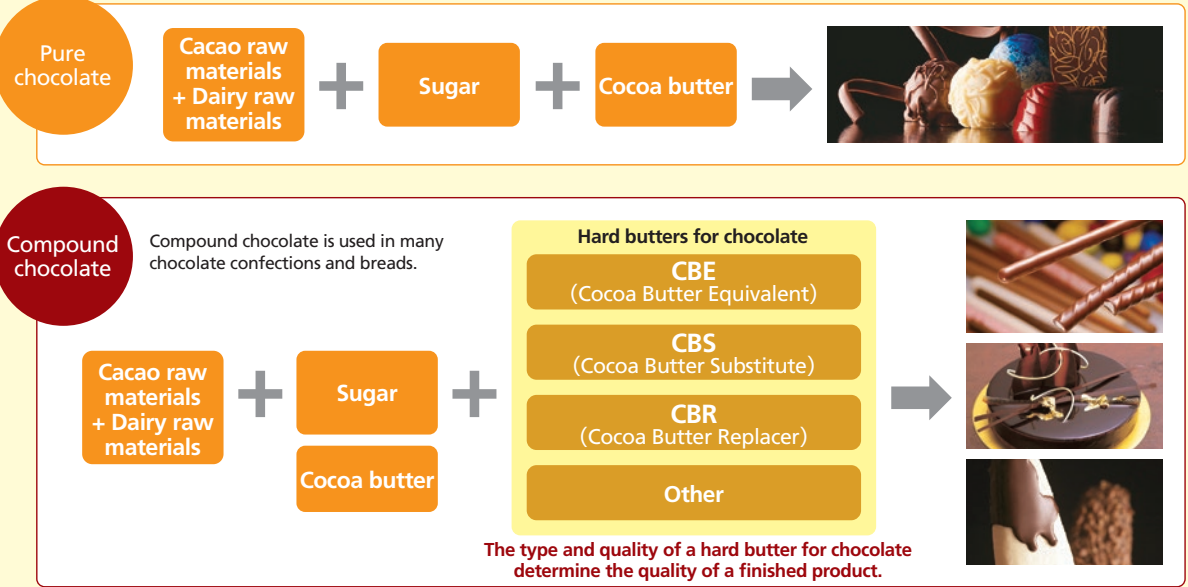 Pure
chocolate
Cacao raw
materials
+ Dairy raw
materials
Sugar
Cocoa butter
Compound
chocolate
Compound chocolate is used in many
chocolate confections and breads.
Cacao raw
materials
+ Dairy raw
materials
Sugar
Cocoa butter
Hard butters for chocolate
CBE
(Cocoa Butter Equivalent)
CBS
(Cocoa Butter Substitute)
CBR
(Cocoa Butter Replacer)
Other
The type and quality of a hard butter for chocolate
determine the quality of a finished product.